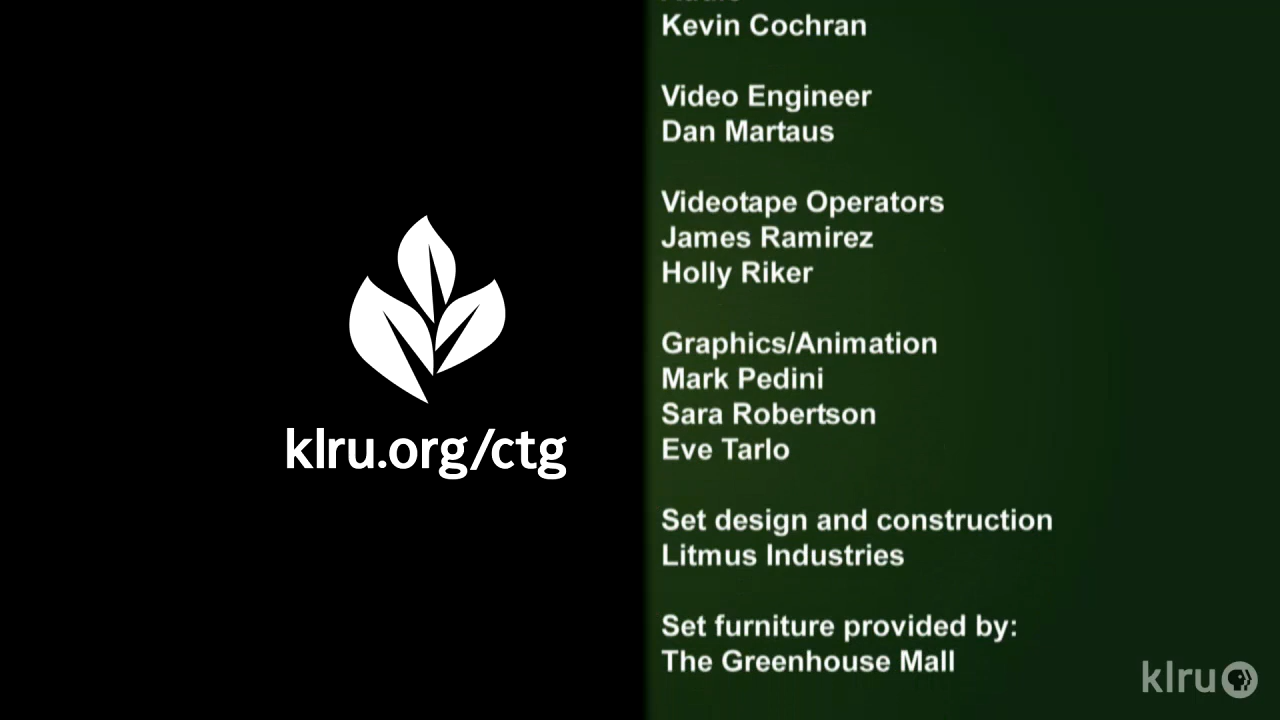 klru.org/ctg
Kevin Cochran
Video Engineer
Dan Martaus
Videotape Operators
James Ramirez
Holly Riker
Graphics/Animation
Mark Pedini
Sara Robertson
Eve Tarlo
Set design and construction
Litmus Industries
Set furniture provided by:
The Greenhouse Mall
klru